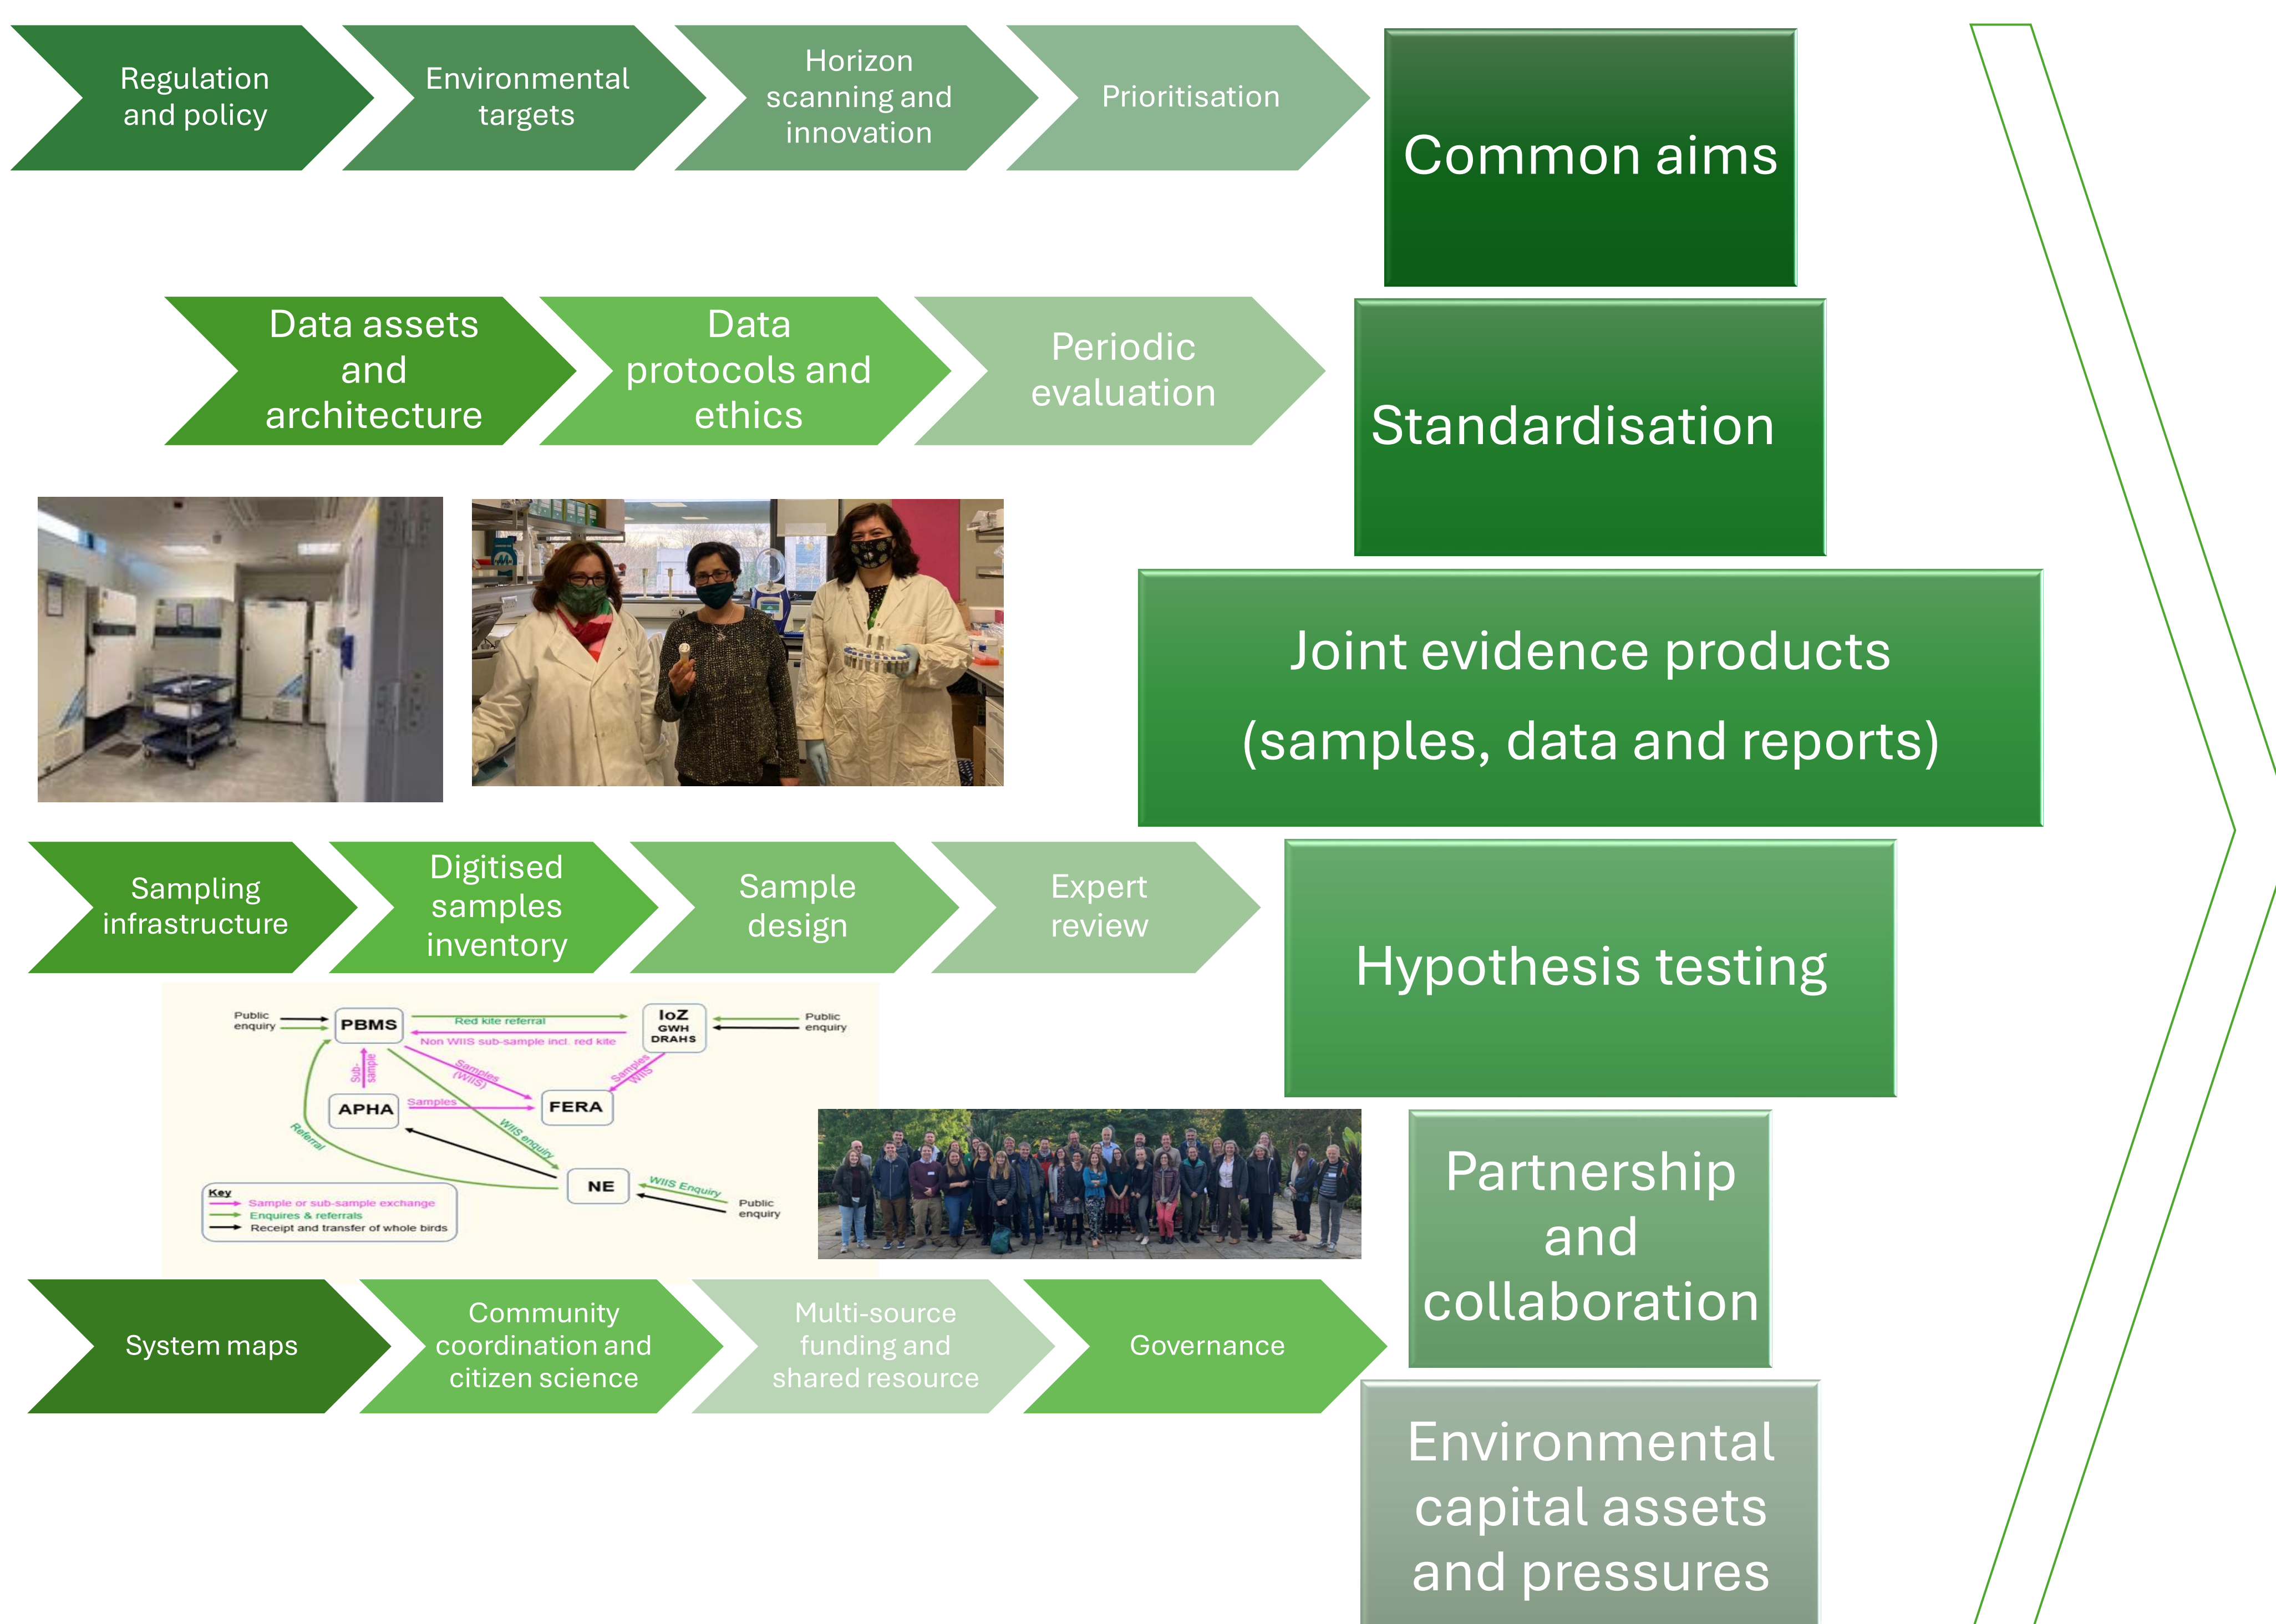 Regulation
and policy
Environmental
targets
Horizon
scanning and
innovation
Prioritisation
Common aims
Data assets
and
architecture
Data
protocols and
ethics
Periodic
evaluation
Standardisation
Joint evidence products
(samples, data and reports)
Sampling
infrastructure
Digitised
samples
inventory
Sample
design
Expert
review
Hypothesis testing
Public
enquiry
PBMS
Red kite referral
Non WIIS sub-sample incl. red kite
IoZ
GWH
DRAHS
Public
enquiry
Sub-
sample
Samples
(WIIS)
Samples
WIIS
APHA
Samples
FERA
Referral
WIIS enquiry
NE
WIIS Enquiry
Public
enquiry
Key
Sample or sub-sample exchange
Enquires & referrals
Receipt and transfer of whole birds
Partnership
and
collaboration
System maps
Community
coordination and
citizen science
Multi-source
funding and
shared resource
Governance
Environmental
capital assets
and pressures